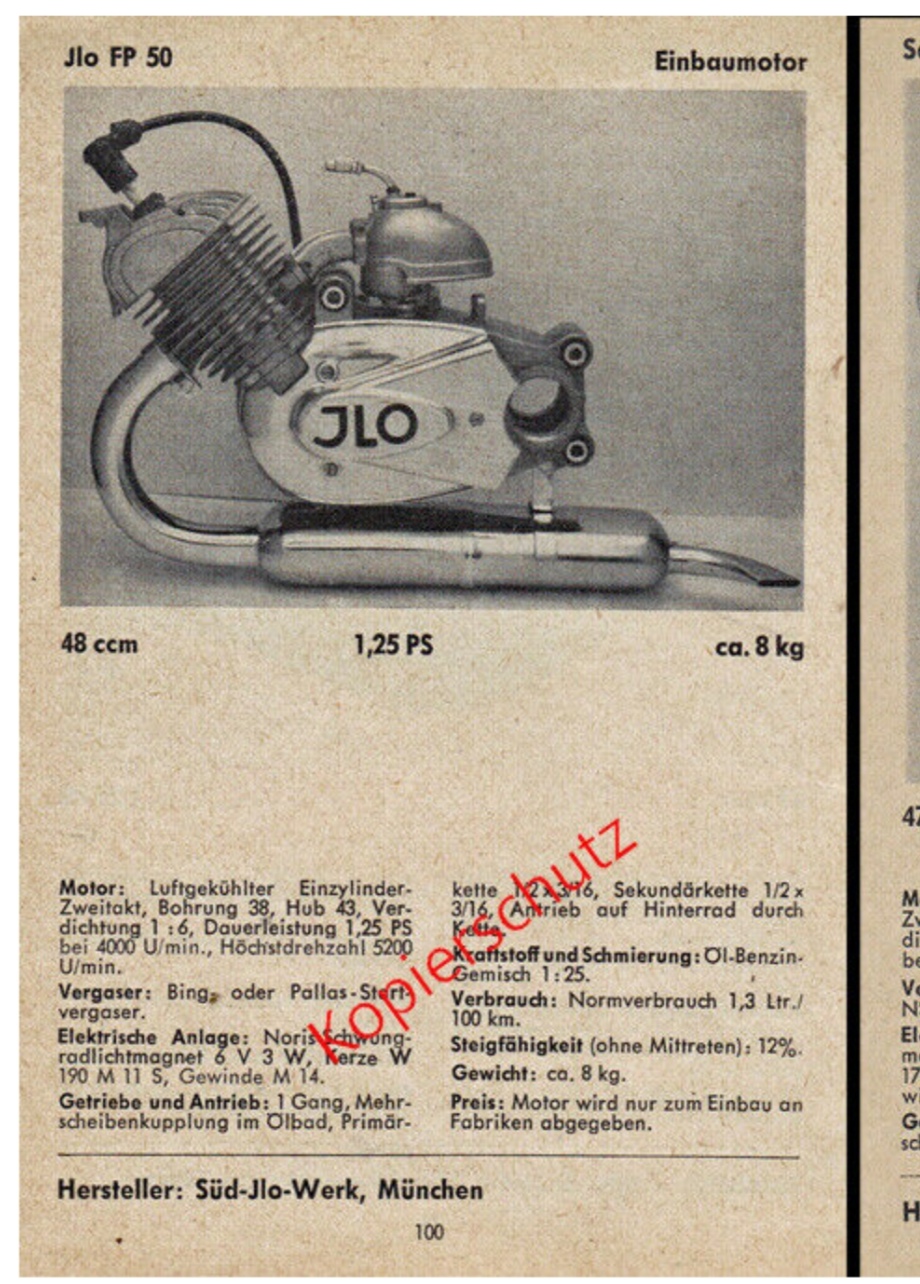 Jlo FP 50
Einbaumotor
JLO
48 ccm
1,25 PS
ca. 8 kg
Motor: Luftgekühlter Einzylinder-
Zweitakt, Bohrung 38, Hub 43, Ver-
dichtung 1 : 6, Dauerleistung 1,25 PS
bei 4000 U/min., Höchstdrehzahl 5200
U/min.
Vergaser: Bing- oder Pallas-Start-
vergaser.
Elektrische Anlage: Noris Schwung-
radlichtmagnet 6 V 3 W, Kerze W
190 M 11 S, Gewinde M 14.
Getriebe und Antrieb: 1 Gang, Mehr-
scheibenkupplung im Ölbad, Primär-
kette 1/2 x 3/16, Sekundärkette 1/2 x
3/16, Antrieb auf Hinterrad durch
Kette.
Kraftstoff und Schmierung: Öl-Benzin-
Gemisch 1 : 25.
Verbrauch: Normverbrauch 1,3 Ltr./
100 km.
Steigfähigkeit (ohne Mittreten): 12%.
Gewicht: ca. 8 kg.
Preis: Motor wird nur zum Einbau an
Fabriken abgegeben.
Kopierschutz
Hersteller: Süd-Jlo-Werk, München
100